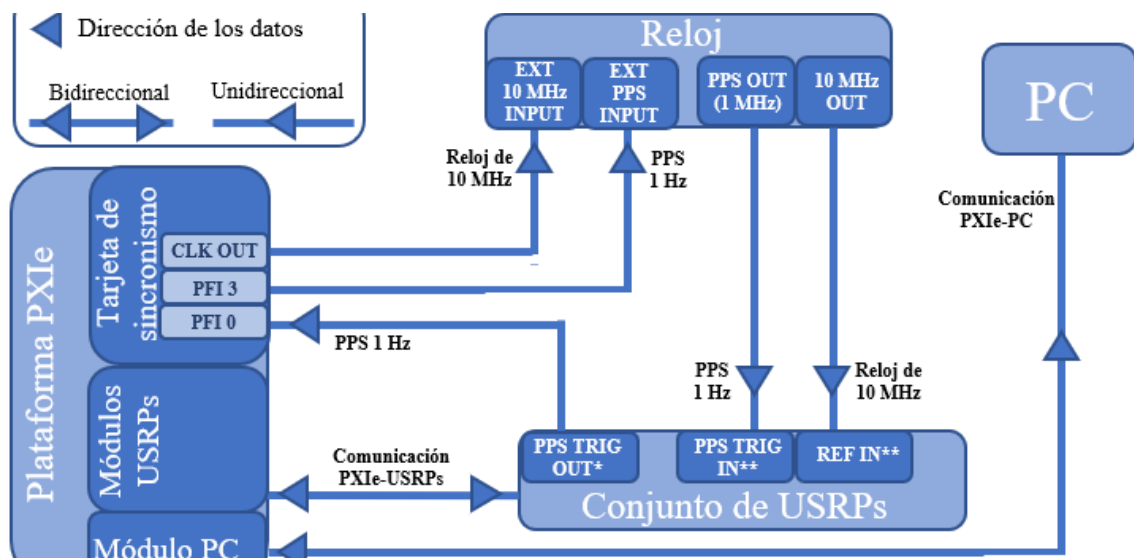 Dirección de los datos
Bidireccional
Unidireccional
Reloj
EXT
10 MHz
INPUT
EXT
PPS
INPUT
PPS OUT
(1 MHz)
10 MHz
OUT
PC
Reloj de
10 MHz
PPS
1 Hz
Comunicación
PXIe-PC
Plataforma PXIe
Tarjeta de
sincronismo
CLK OUT
PFI 3
PFI 0
PPS 1 Hz
PPS
1 Hz
Reloj de
10 MHz
Módulos
USRPs
Comunicación
PXIe-USRPs
PPS TRIG
OUT*
PPS TRIG
IN**
REF IN**
Conjunto de USRPs
Módulo PC